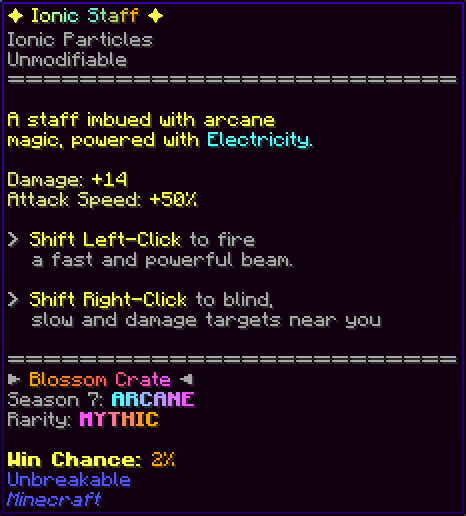 ✦ Ionic Staff ✦
Ionic Particles
Unmodifiable
==============================
A staff imbued with arcane
magic, powered with Electricity.
Damage: +14
Attack Speed: +50%
> Shift Left-Click to fire
a fast and powerful beam.
> Shift Right-Click to blind,
slow and damage targets near you
==============================
► Blossom Crate ◄
Season 7: ARCANE
Rarity: MYTHIC
Win Chance: 2%
Unbreakable
Minecraft